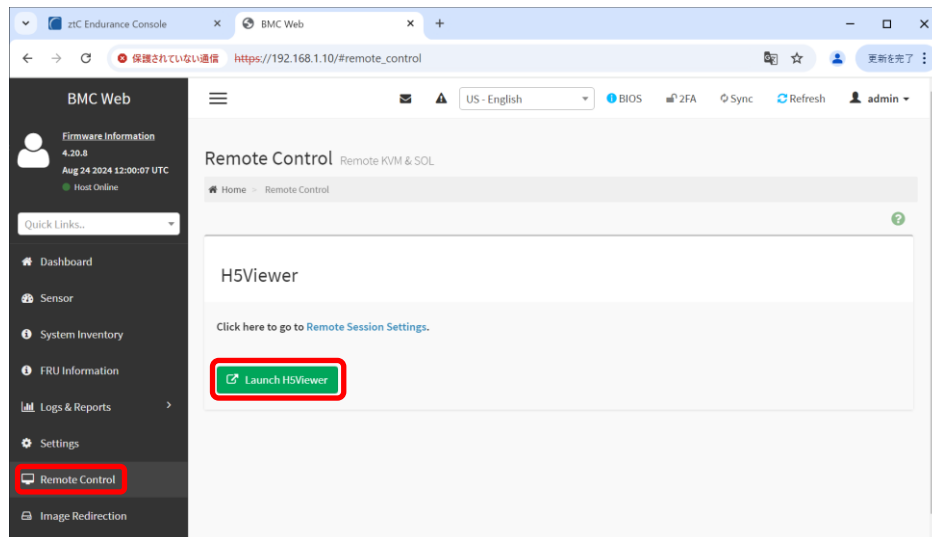 ztC Endurance Console
BMC Web
保護されていない通信 https://192.168.1.10/#remote_control
更新を完了
BMC Web
Firmware Information
4.20.8
Aug 24 2024 12:00:07 UTC
Host Online
Quick Links..
Dashboard
Sensor
System Inventory
FRU Information
Logs & Reports
Settings
Remote Control
Image Redirection
US - English
BIOS
2FA
Sync
Refresh
admin
Remote Control Remote KVM & SOL
Home > Remote Control
H5Viewer
Click here to go to Remote Session Settings.
Launch H5Viewer